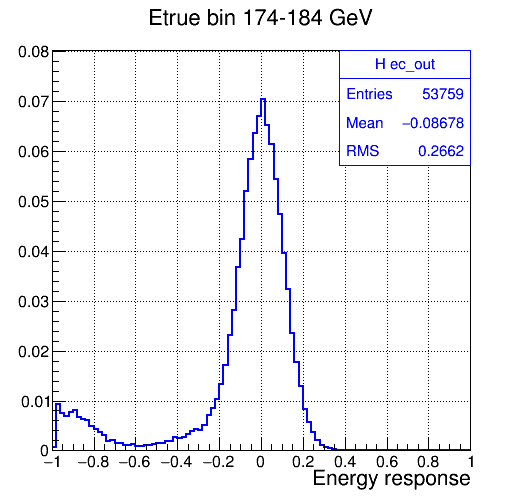 Etrue bin 174-184 GeV
H ec_out
Entries 53759
Mean −0.08678
RMS 0.2662
0.08
0.07
0.06
0.05
0.04
0.03
0.02
0.01
0
−1 −0.8 −0.6 −0.4 −0.2 0 0.2 0.4 0.6 0.8 1
Energy response